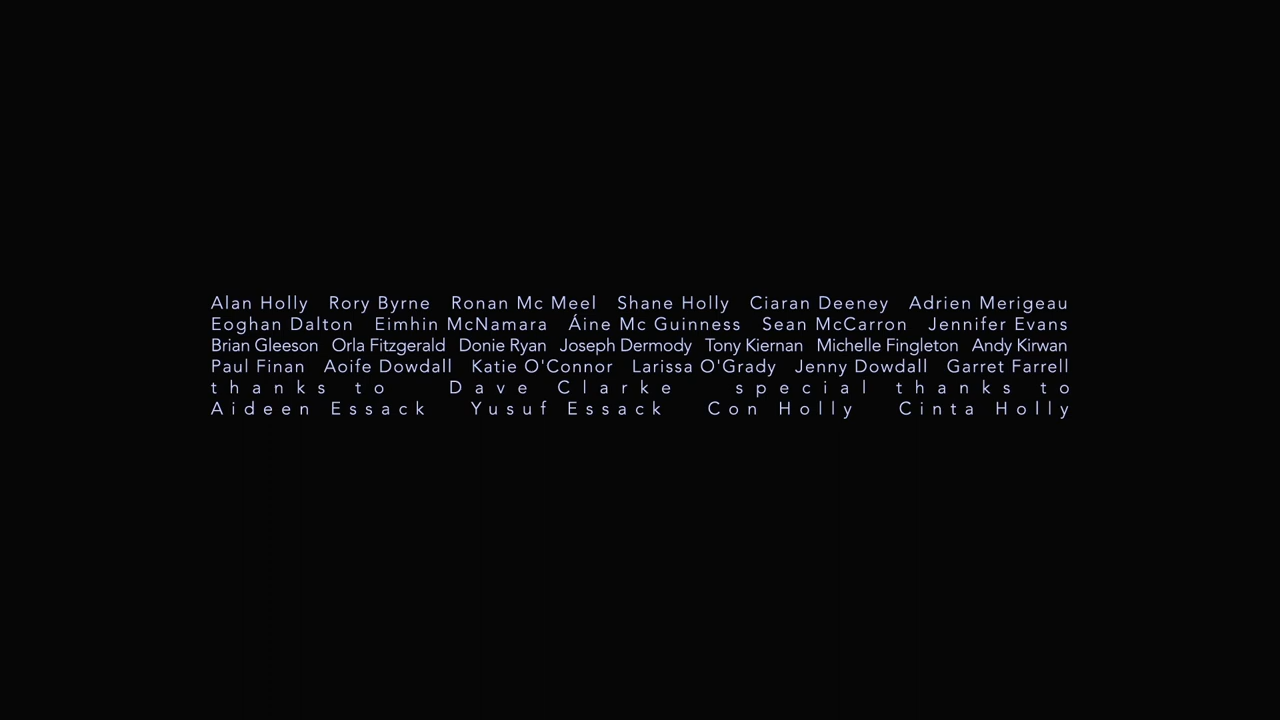 Alan Holly Rory Byrne Ronan Mc Meel Shane Holly Ciaran Deeney Adrien Merigeau
Eoghan Dalton Eimhin McNamara Áine Mc Guinness Sean McCarron Jennifer Evans
Brian Gleeson Orla Fitzgerald Donie Ryan Joseph Dermody Tony Kiernan Michelle Fingleton Andy Kirwan
Paul Finan Aoife Dowdall Katie O'Connor Larissa O'Grady Jenny Dowdall Garret Farrell
thanks to Dave Clarke special thanks to
Aideen Essack Yusuf Essack Con Holly Cinta Holly